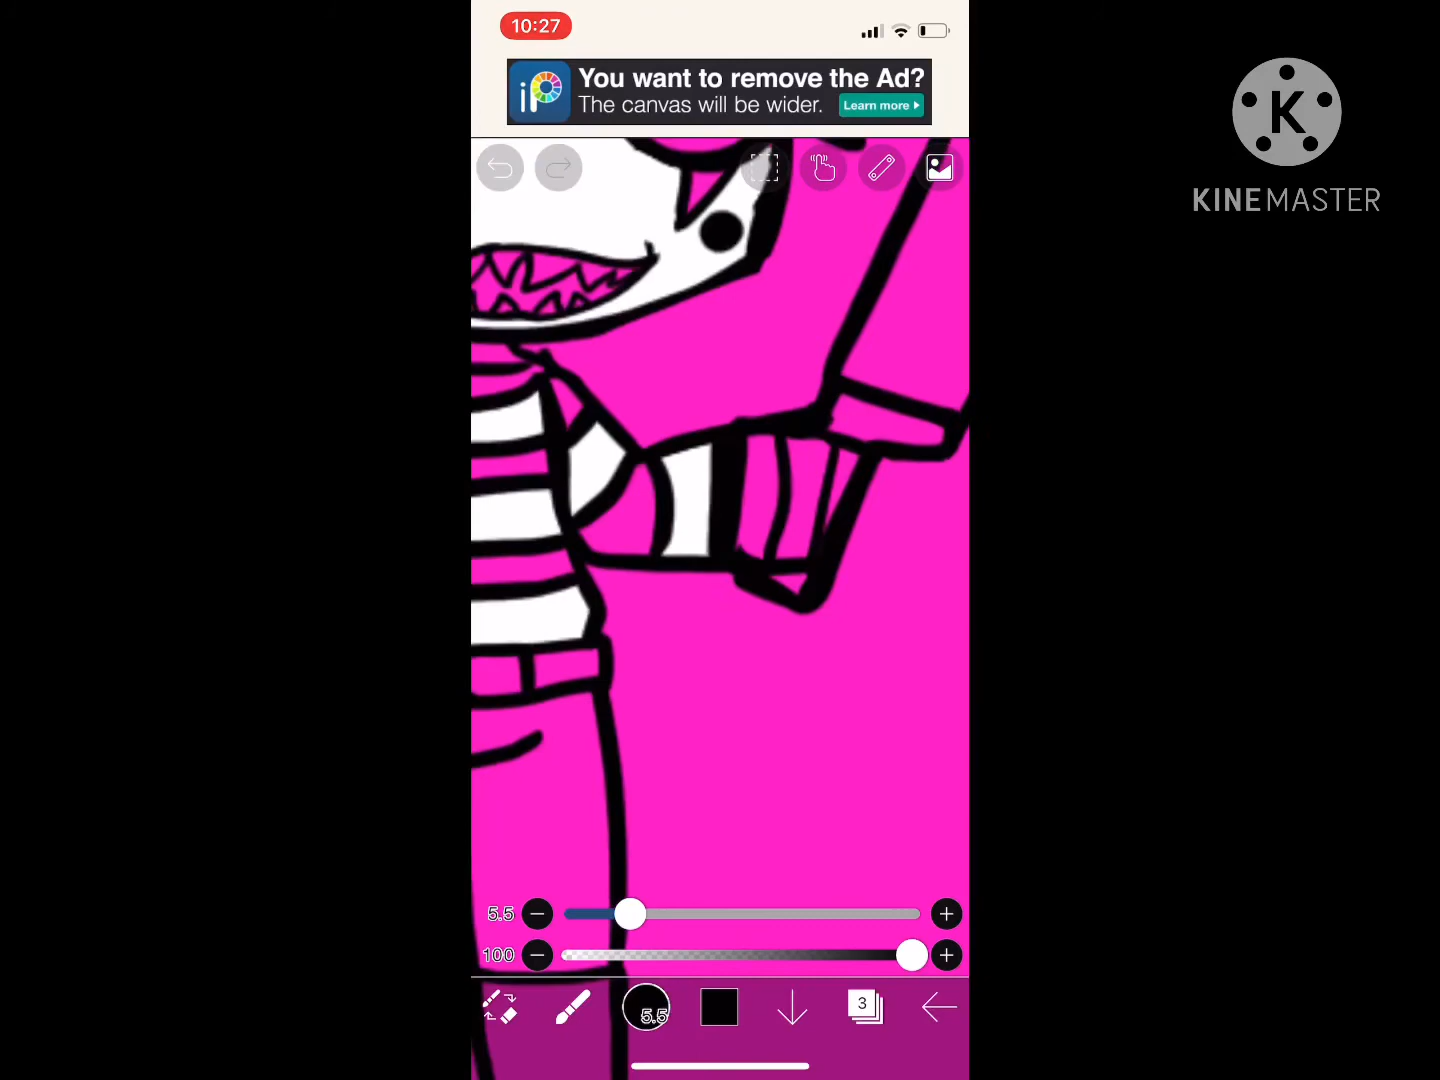 10:27
iP
You want to remove the Ad?
The canvas will be wider.
Learn more
K
KINEMASTER
5.5
100
5.5
3